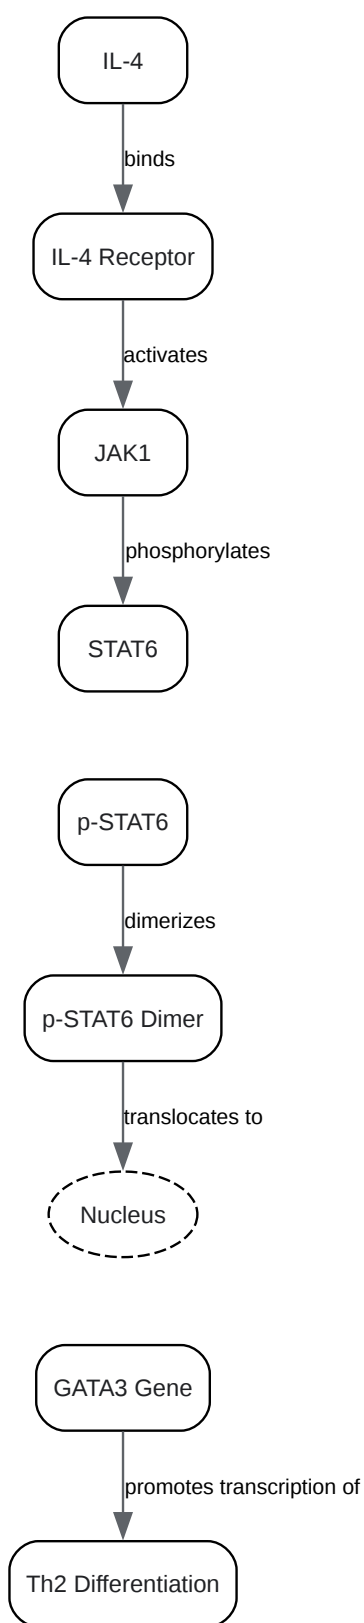 IL-4
binds
IL-4 Receptor
activates
JAK1
phosphorylates
STAT6
p-STAT6
dimerizes
p-STAT6 Dimer
translocates to
Nucleus
GATA3 Gene
promotes transcription of
Th2 Differentiation